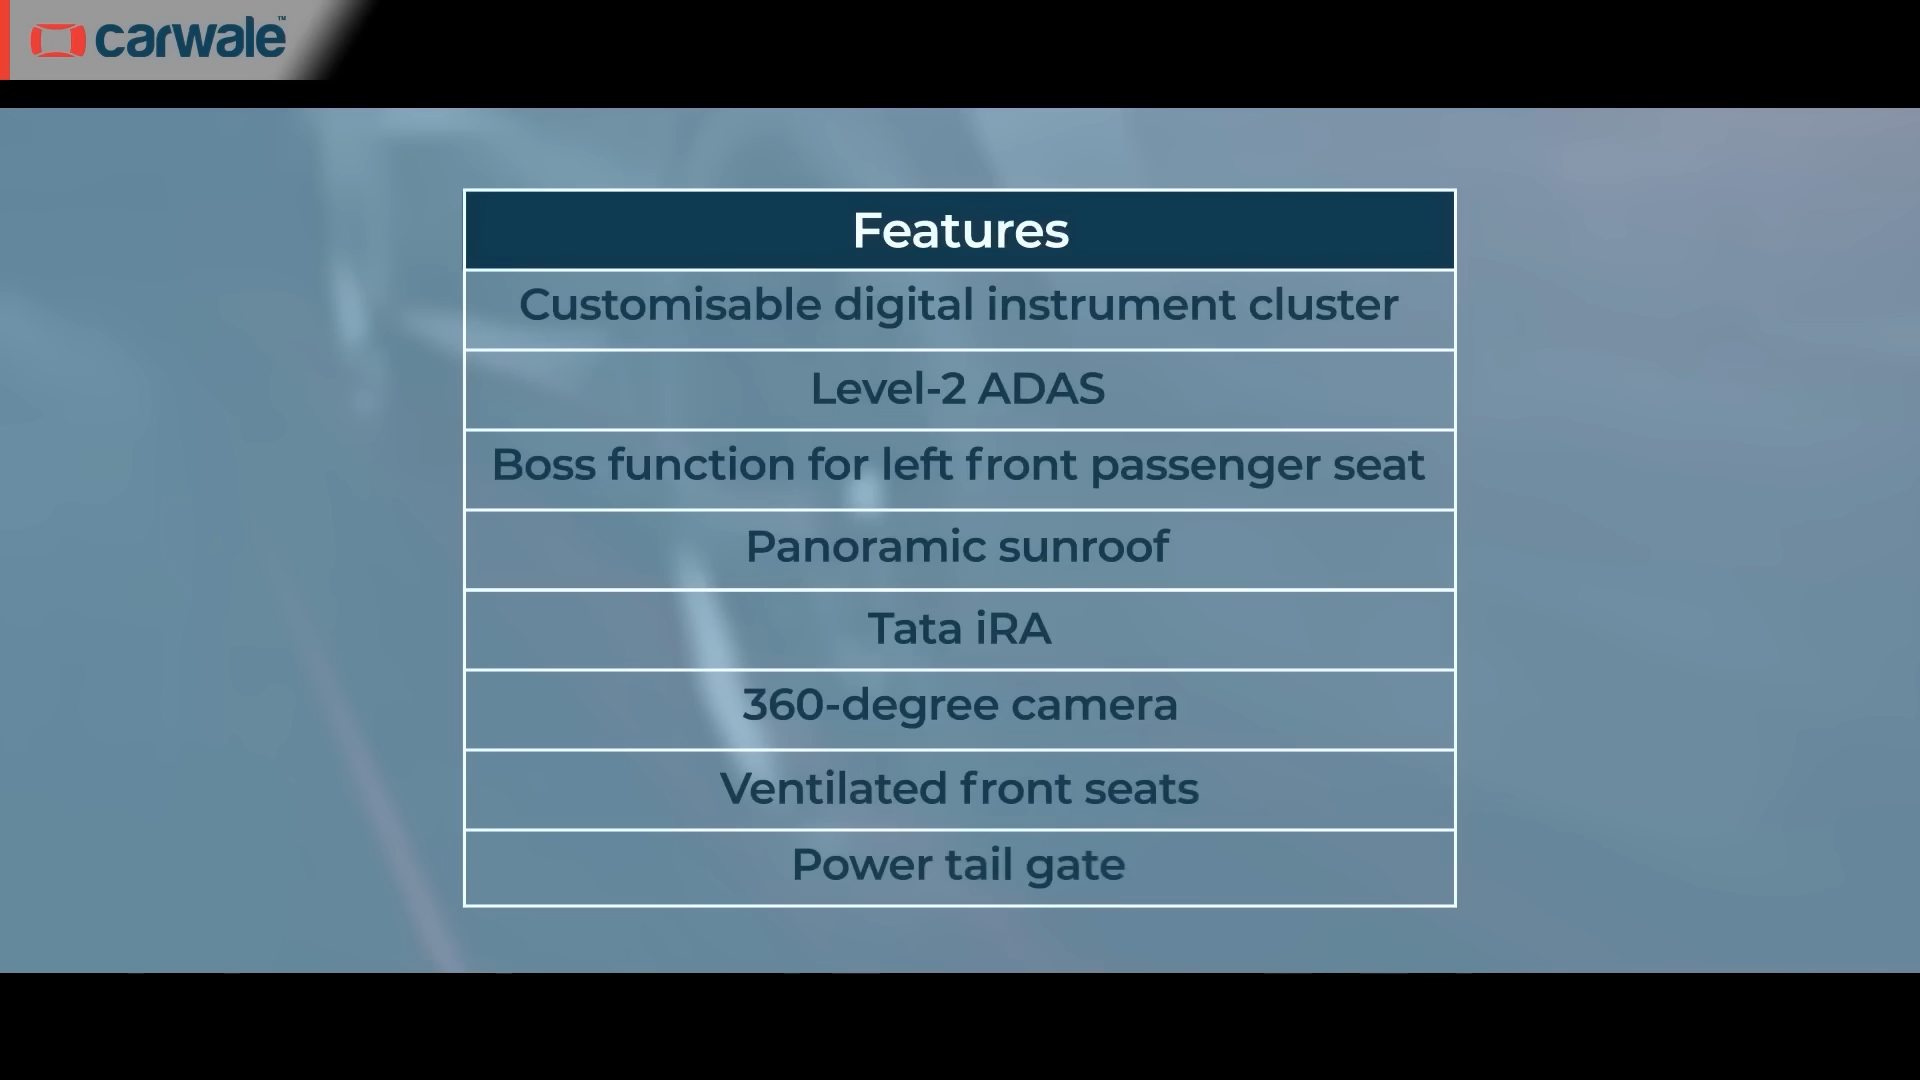 carwale™
Features
Customisable digital instrument cluster
Level-2 ADAS
Boss function for left front passenger seat
Panoramic sunroof
Tata iRA
360-degree camera
Ventilated front seats
Power tail gate